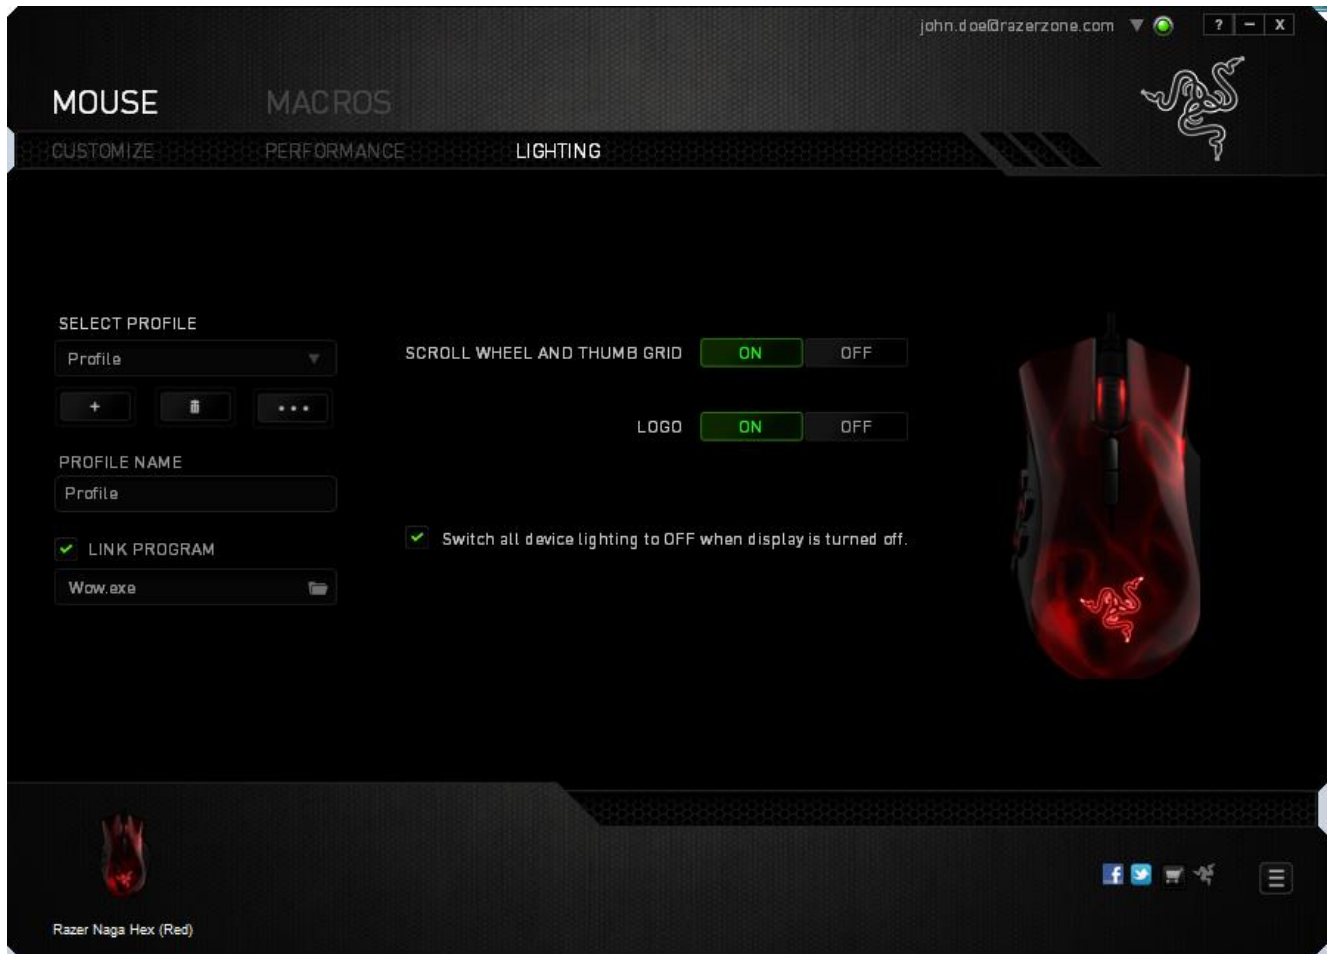 john.doe@razerzone.com
? - X
MOUSE MACROS
CUSTOMIZE PERFORMANCE LIGHTING
SELECT PROFILE
Profile
+ •••
PROFILE NAME
Profile
LINK PROGRAM
Wow.exe
SCROLL WHEEL AND THUMB GRID ON OFF
LOGO ON OFF
Switch all device lighting to OFF when display is turned off.
Razer Naga Hex (Red)
f